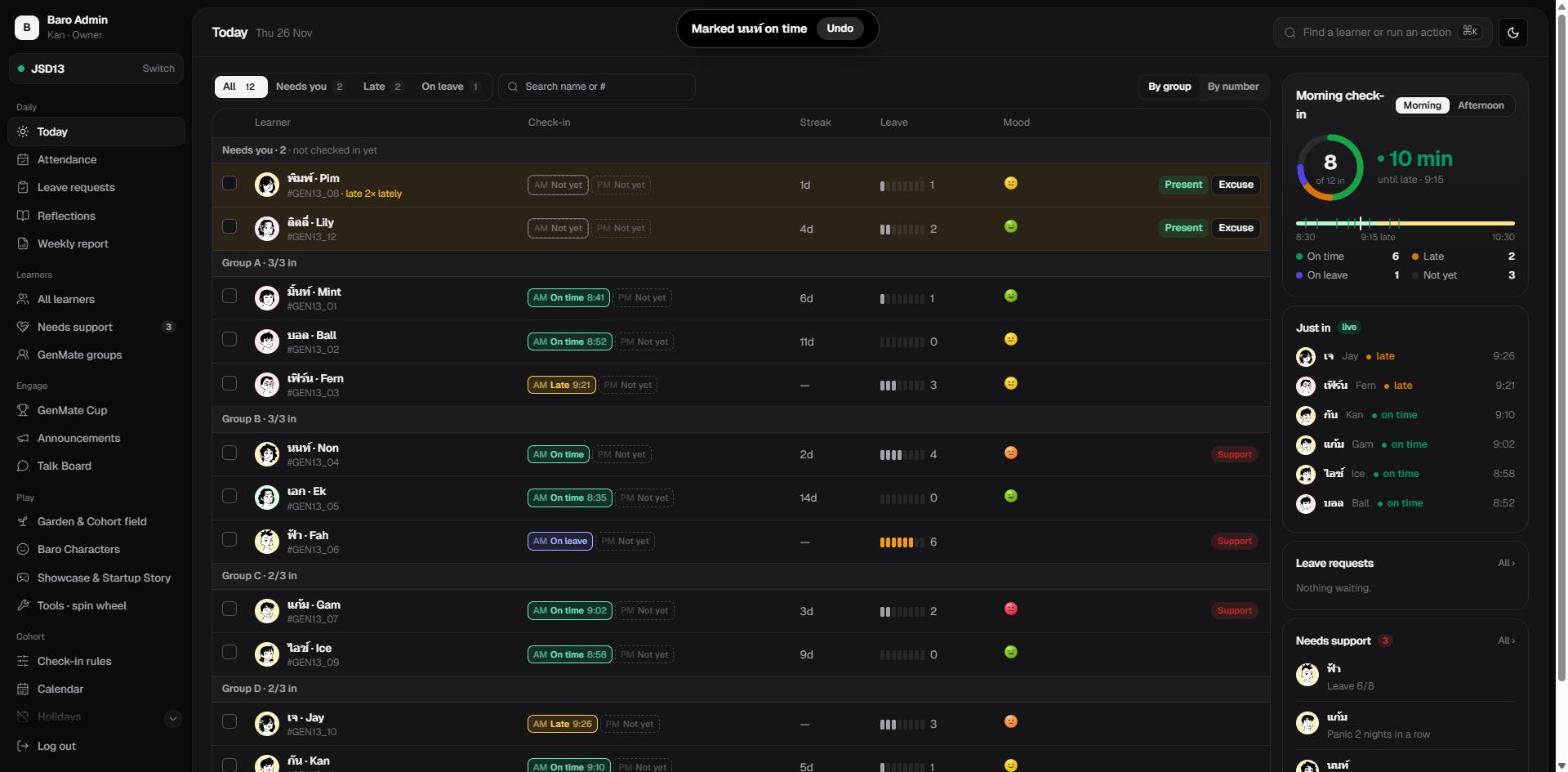 B
Baro Admin
Kan · Owner
JSD13
Switch
Daily
Today
Attendance
Leave requests
Reflections
Weekly report
Learners
All learners
Needs support 3
GenMate groups
Engage
GenMate Cup
Announcements
Talk Board
Play
Garden & Cohort field
Baro Characters
Showcase & Startup Story
Tools · spin wheel
Cohort
Check-in rules
Calendar
Holidays
Log out
Today Thu 26 Nov
Marked นนท์ on time Undo
Find a learner or run an action ⌘K
All 12 Needs you 2 Late 2 On leave 1
Search name or #
By group By number
Learner Check-in Streak Leave Mood
Needs you · 2 · not checked in yet
พิมพ์ · Pim
#GEN13_08 · late 2× lately
AM Not yet PM Not yet 1d 1 Present Excuse
ลิลลี่ · Lily
#GEN13_12
AM Not yet PM Not yet 4d 2 Present Excuse
Group A · 3/3 in
มิ้นท์ · Mint
#GEN13_01
AM On time 8:41 PM Not yet 6d 1
บอล · Ball
#GEN13_02
AM On time 8:52 PM Not yet 11d 0
เฟิร์น · Fern
#GEN13_03
AM Late 9:21 PM Not yet — 3
Group B · 3/3 in
นนท์ · Non
#GEN13_04
AM On time PM Not yet 2d 4 Support
เอก · Ek
#GEN13_05
AM On time 8:35 PM Not yet 14d 0
ฟ้า · Fah
#GEN13_06
AM On leave PM Not yet — 6 Support
Group C · 2/3 in
แก้ม · Gam
#GEN13_07
AM On time 9:02 PM Not yet 3d 2 Support
ไอซ์ · Ice
#GEN13_09
AM On time 8:58 PM Not yet 9d 0
Group D · 2/3 in
เจ · Jay
#GEN13_10
AM Late 9:26 PM Not yet — 3
กัน · Kan
AM On time 9:10 PM Not yet 5d 1
Morning check-
in
Morning Afternoon
8
of 12 in
10 min
until late · 9:15
8:30 9:15 late 10:30
On time 6 Late 2
On leave 1 Not yet 3
Just in live
เจ Jay late 9:26
เฟิร์น Fern late 9:21
กัน Kan on time 9:10
แก้ม Gam on time 9:02
ไอซ์ Ice on time 8:58
บอล Ball on time 8:52
Leave requests All ›
Nothing waiting.
Needs support 3 All ›
ฟ้า
Leave 6/8
แก้ม
Panic 2 nights in a row
นนท์